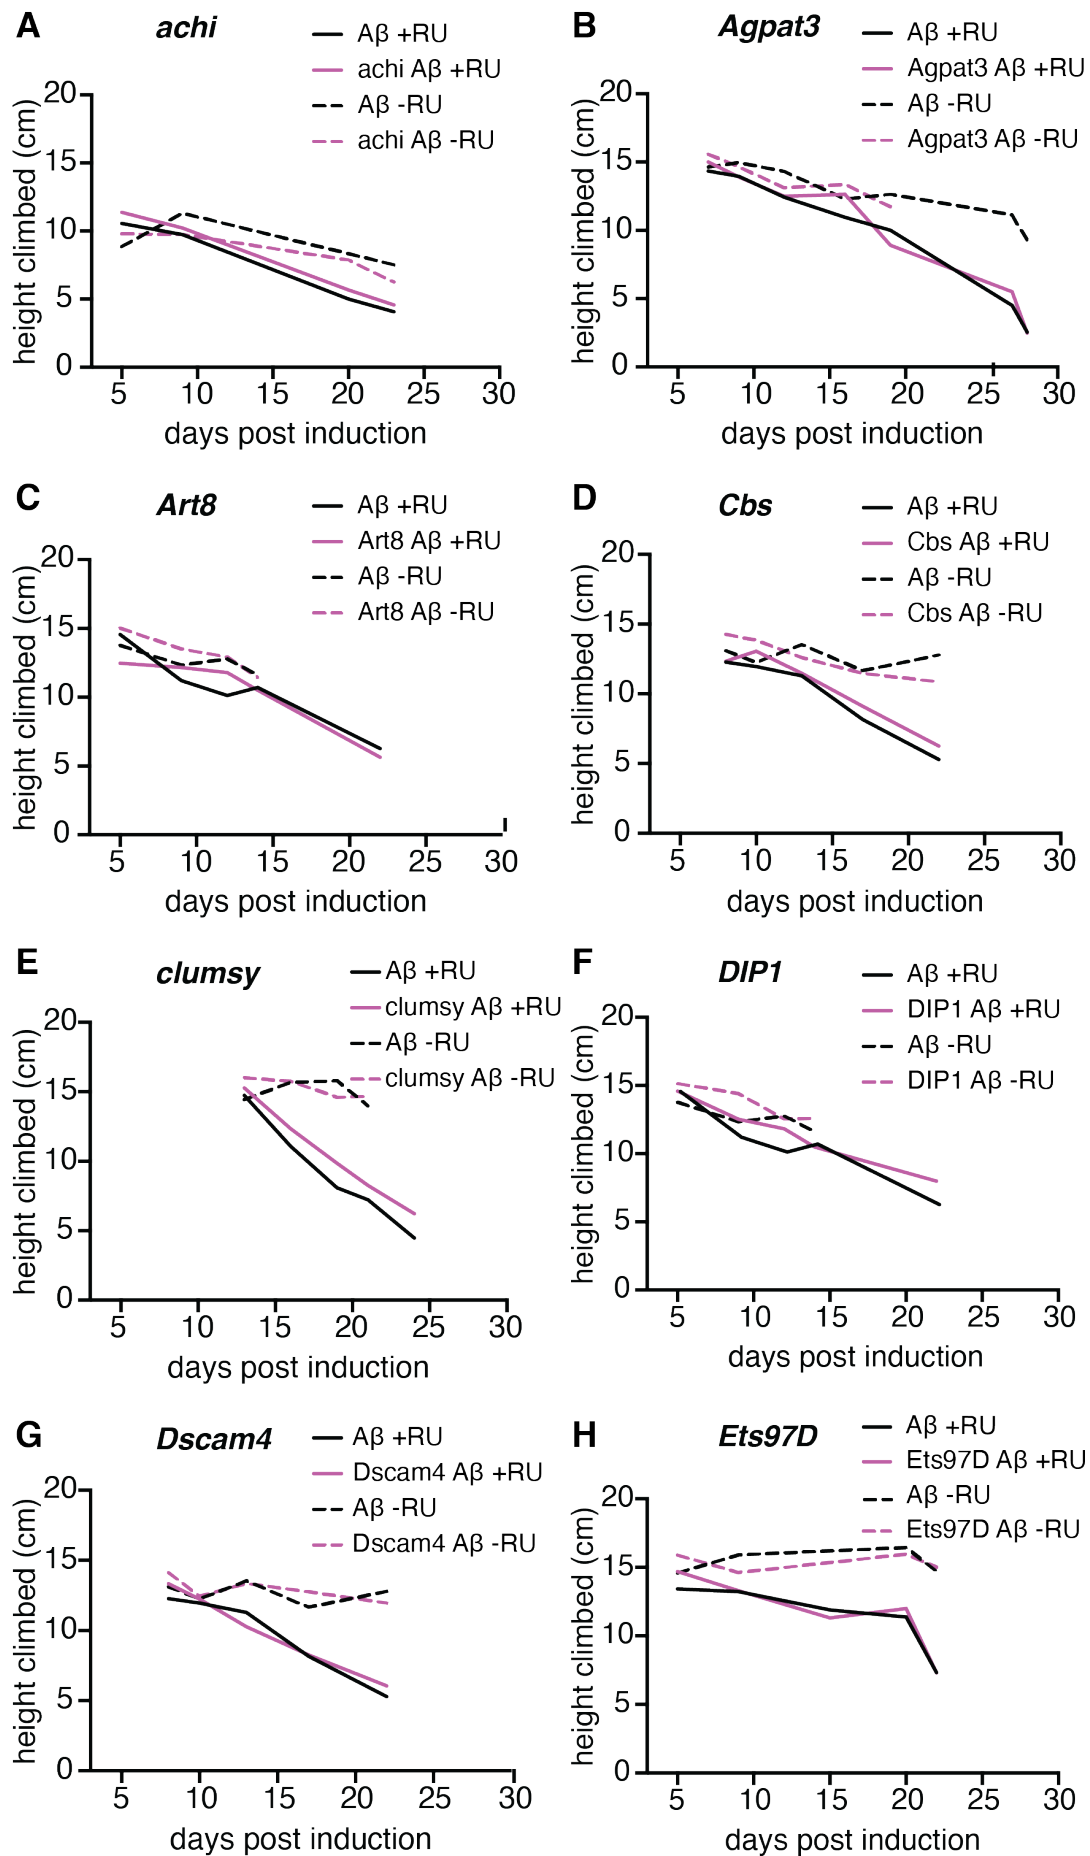 A
achi
Aβ +RU
achi Aβ +RU
Aβ -RU
achi Aβ -RU
height climbed (cm)
20
15
10
5
0
5 10 15 20 25 30
days post induction
B
Agpat3
Aβ +RU
Agpat3 Aβ +RU
Aβ -RU
Agpat3 Aβ -RU
height climbed (cm)
20
15
10
5
0
5 10 15 20 25 30
days post induction
C
Art8
Aβ +RU
Art8 Aβ +RU
Aβ -RU
Art8 Aβ -RU
height climbed (cm)
20
15
10
5
0
5 10 15 20 25 30
days post induction
D
Cbs
Aβ +RU
Cbs Aβ +RU
Aβ -RU
Cbs Aβ -RU
height climbed (cm)
20
15
10
5
0
5 10 15 20 25 30
days post induction
E
clumsy
Aβ +RU
clumsy Aβ +RU
Aβ -RU
clumsy Aβ -RU
height climbed (cm)
20
15
10
5
0
5 10 15 20 25 30
days post induction
F
DIP1
Aβ +RU
DIP1 Aβ +RU
Aβ -RU
DIP1 Aβ -RU
height climbed (cm)
20
15
10
5
0
5 10 15 20 25 30
days post induction
G
Dscam4
Aβ +RU
Dscam4 Aβ +RU
Aβ -RU
Dscam4 Aβ -RU
height climbed (cm)
20
15
10
5
0
5 10 15 20 25 30
days post induction
H
Ets97D
Aβ +RU
Ets97D Aβ +RU
Aβ -RU
Ets97D Aβ -RU
height climbed (cm)
20
15
10
5
0
5 10 15 20 25 30
days post induction